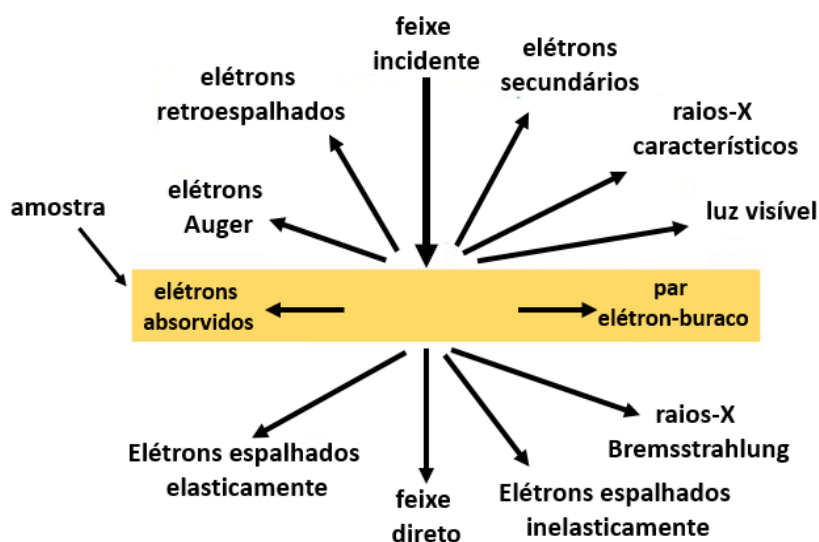 feixe
incidente
elétrons
secundários
elétrons
retroespalhados
raios-X
característicos
elétrons
Auger
amostra
luz visível
elétrons
absorvidos
par
elétron-buraco
raios-X
Bremsstrahlung
Elétrons espalhados
elasticamente
feixe
direto
Elétrons espalhados
inelasticamente